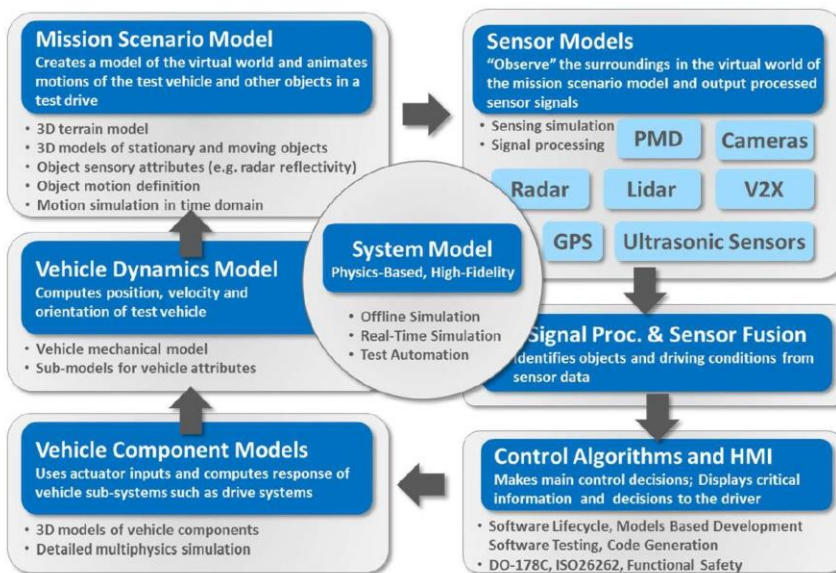 Mission Scenario Model
Creates a model of the virtual world and animates
motions of the test vehicle and other objects in a
test drive
• 3D terrain model
• 3D models of stationary and moving objects
• Object sensory attributes (e.g. radar reflectivity)
• Object motion definition
• Motion simulation in time domain
Sensor Models
“Observe” the surroundings in the virtual world of
the mission scenario model and output processed
sensor signals
• Sensing simulation
• Signal processing
PMD
Cameras
Radar
Lidar
V2X
GPS
Ultrasonic Sensors
System Model
Physics-Based, High-Fidelity
• Offline Simulation
• Real-Time Simulation
• Test Automation
Vehicle Dynamics Model
Computes position, velocity and
orientation of test vehicle
• Vehicle mechanical model
• Sub-models for vehicle attributes
Signal Proc. & Sensor Fusion
Identifies objects and driving conditions from
sensor data
Vehicle Component Models
Uses actuator inputs and computes response of
vehicle sub-systems such as drive systems
• 3D models of vehicle components
• Detailed multiphysics simulation
Control Algorithms and HMI
Makes main control decisions; Displays critical
information and decisions to the driver
• Software Lifecycle, Models Based Development
Software Testing, Code Generation
• DO-178C, ISO26262, Functional Safety